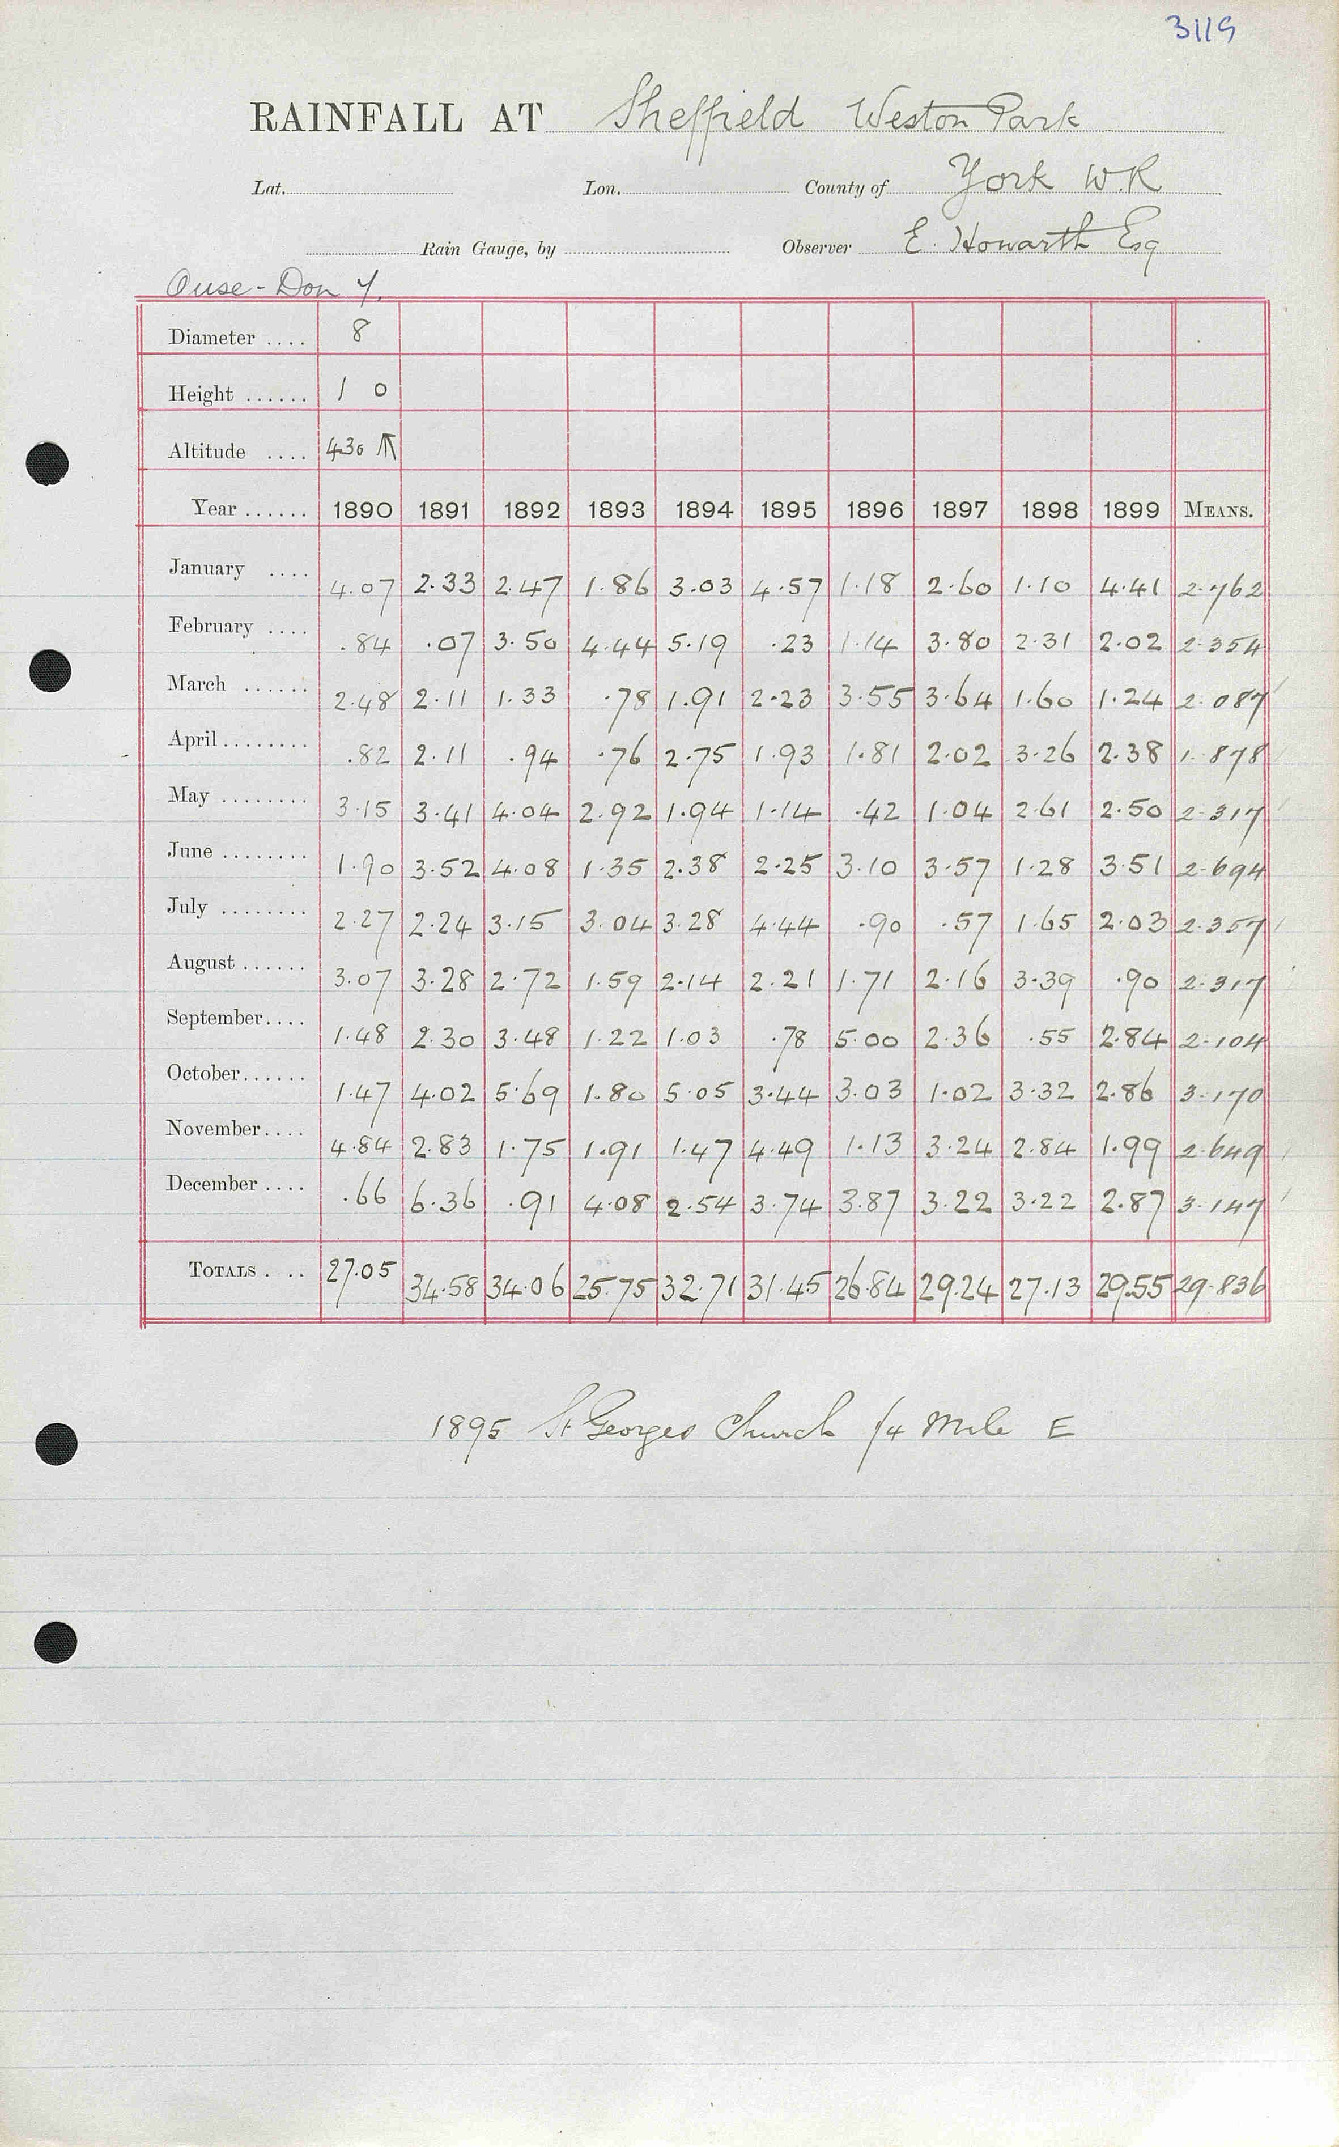 3119
RAINFALL AT Sheffield Weston Park
Lat. Lon. County of York W.R
Rain Gauge, by Observer E. Howarth Esq
Ouse-Don Y.
Diameter .... 8
Height ...... 1 0
Altitude .... 430 ↑
Year ...... 1890 1891 1892 1893 1894 1895 1896 1897 1898 1899 MEANS.
January .... 4.07 2.33 2.47 1.86 3.03 4.57 1.18 2.60 1.10 4.41 2.762
February .... .84 .07 3.50 4.44 5.19 .23 1.14 3.80 2.31 2.02 2.354
March ...... 2.48 2.11 1.33 .78 1.91 2.23 3.55 3.64 1.60 1.24 2.087
April........ .82 2.11 .94 .76 2.75 1.93 1.81 2.02 3.26 2.38 1.878
May ........ 3.15 3.41 4.04 2.92 1.94 1.14 .42 1.04 2.61 2.50 2.317
June ........ 1.90 3.52 4.08 1.35 2.38 2.25 3.10 3.57 1.28 3.51 2.694
July ........ 2.27 2.24 3.15 3.04 3.28 4.44 .90 .57 1.65 2.03 2.357
August ...... 3.07 3.28 2.72 1.59 2.14 2.21 1.71 2.16 3.39 .90 2.317
September.... 1.48 2.30 3.48 1.22 1.03 .78 5.00 2.36 .55 2.84 2.104
October...... 1.47 4.02 5.69 1.80 5.05 3.44 3.03 1.02 3.32 2.86 3.170
November.... 4.84 2.83 1.75 1.91 1.47 4.49 1.13 3.24 2.84 1.99 2.649
December .... .66 6.36 .91 4.08 2.54 3.74 3.87 3.22 3.22 2.87 3.147
TOTALS . .. 27.05 34.58 34.06 25.75 32.71 31.45 26.84 29.24 27.13 29.55 29.836
1895 St Georges Church 1/4 Mile E